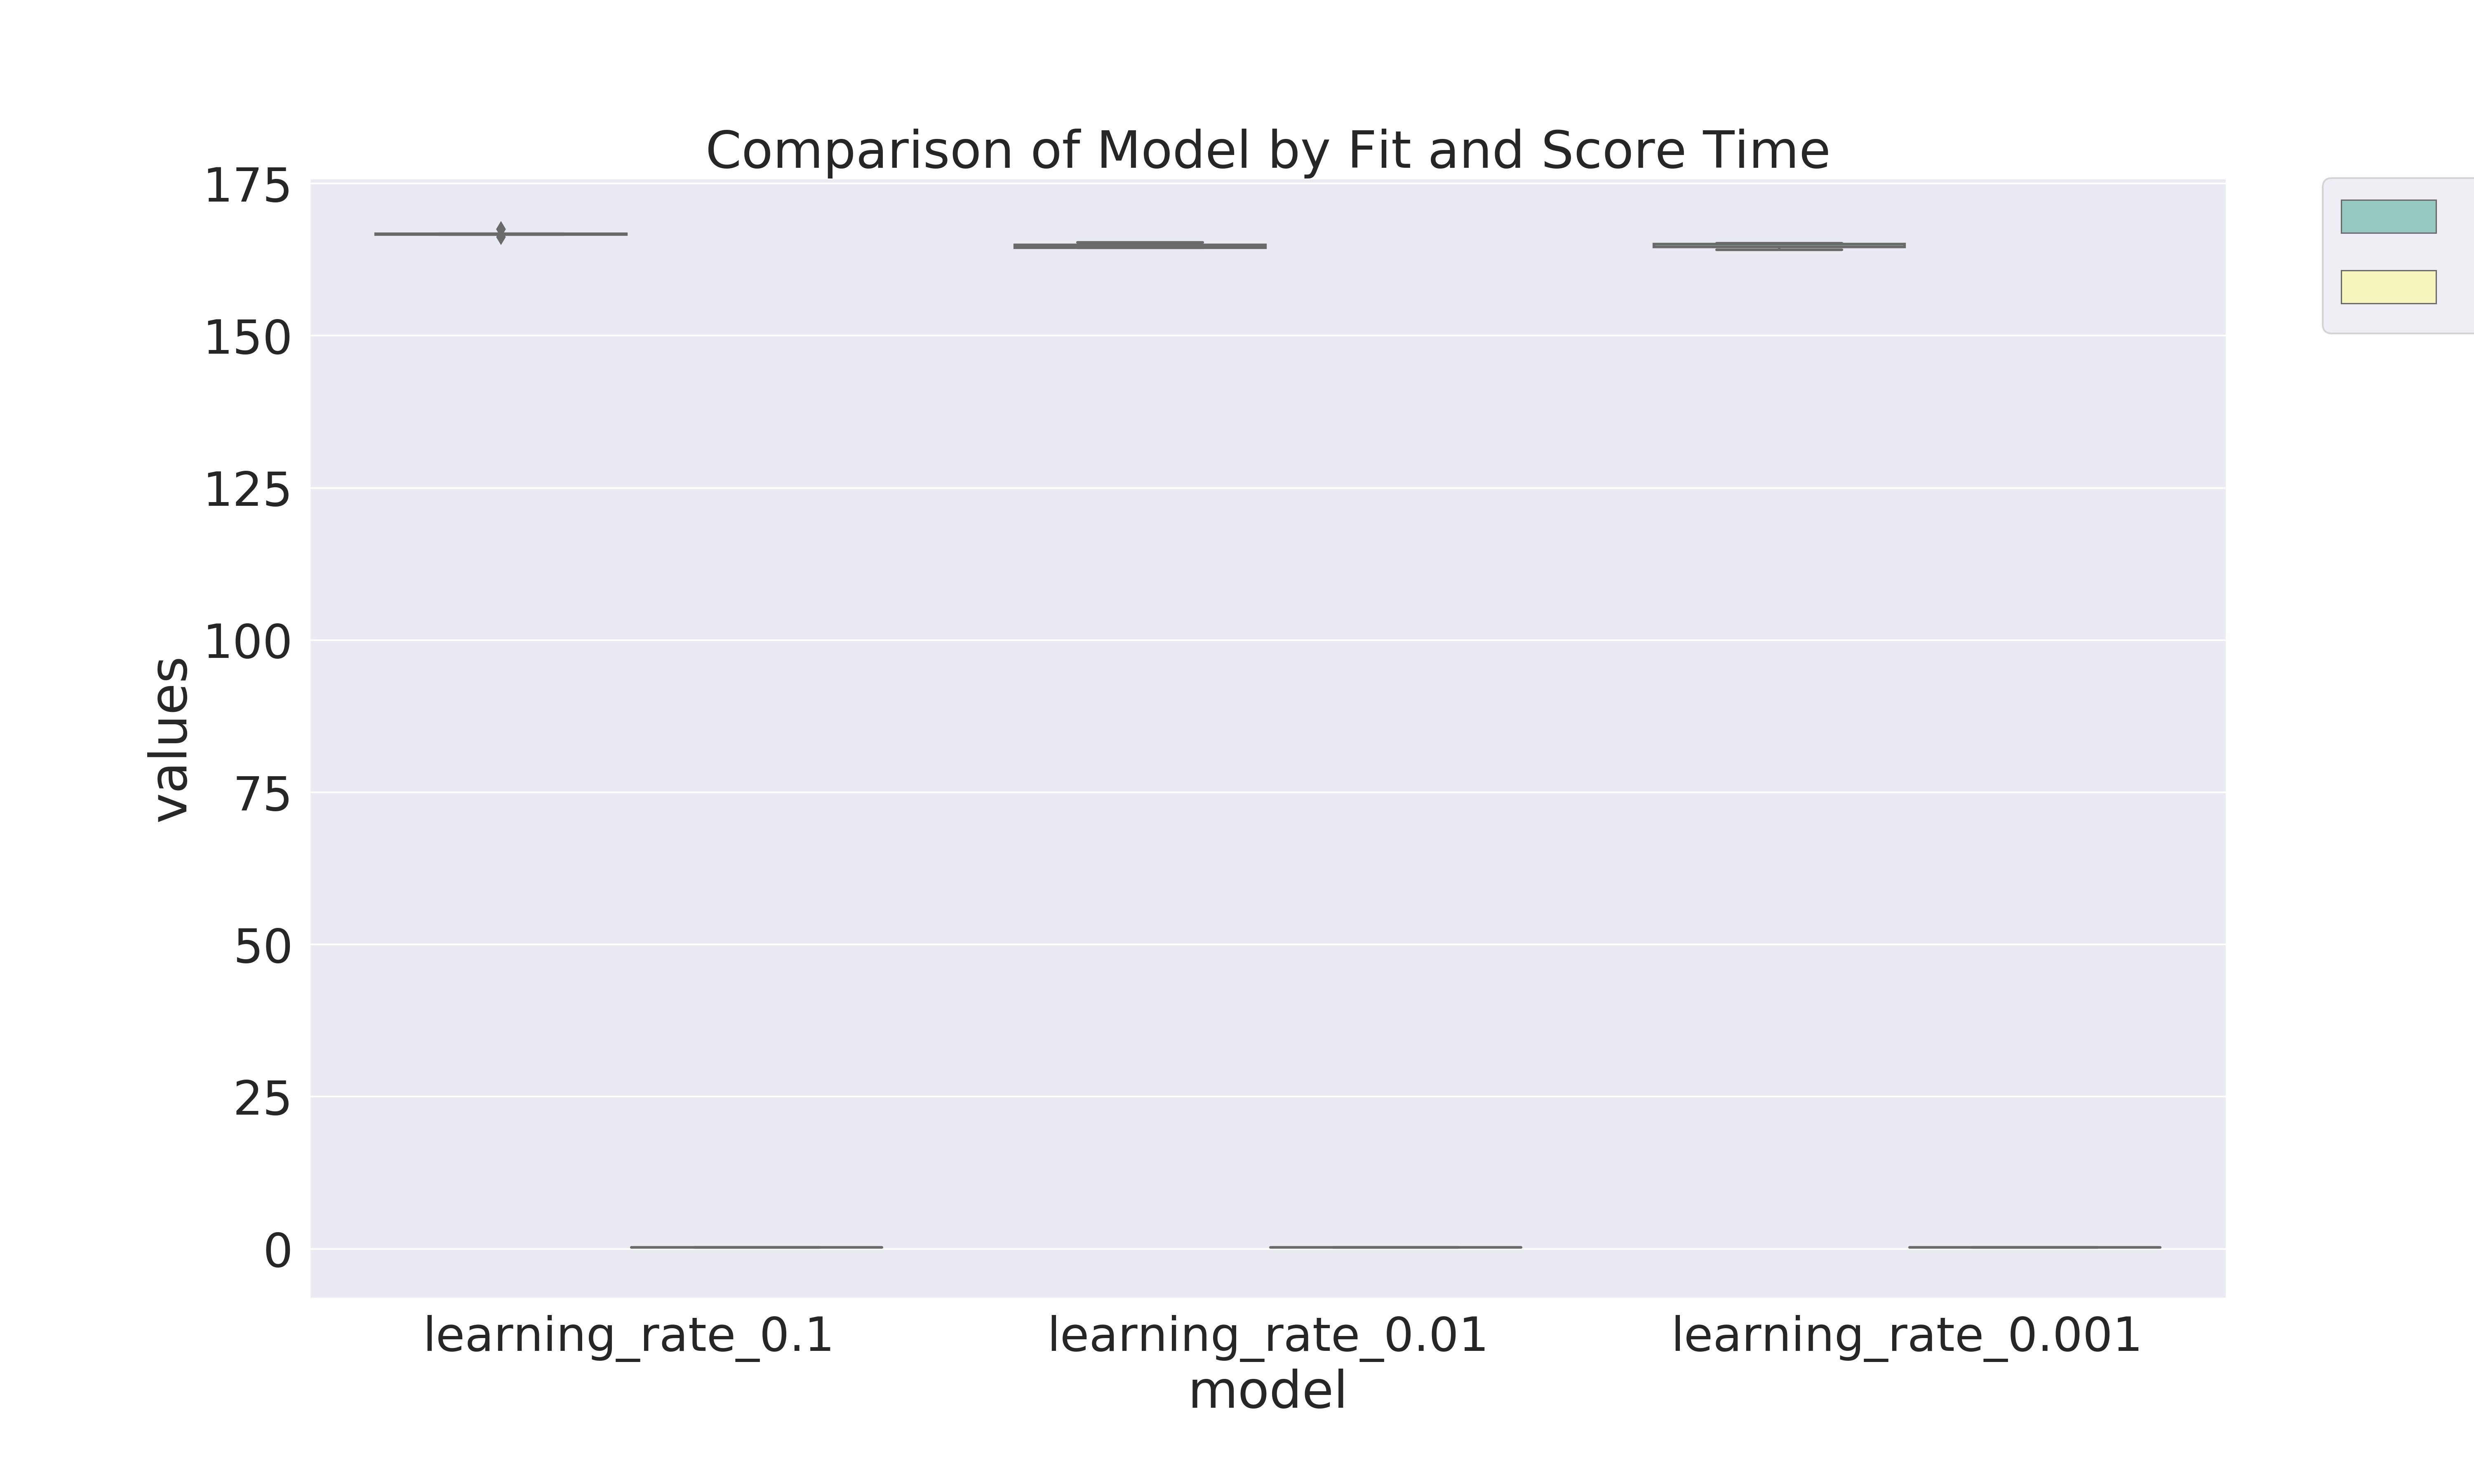 Comparison of Model by Fit and Score Time
175
150
125
100
75
50
25
0
values
learning_rate_0.1 learning_rate_0.01 learning_rate_0.001
model